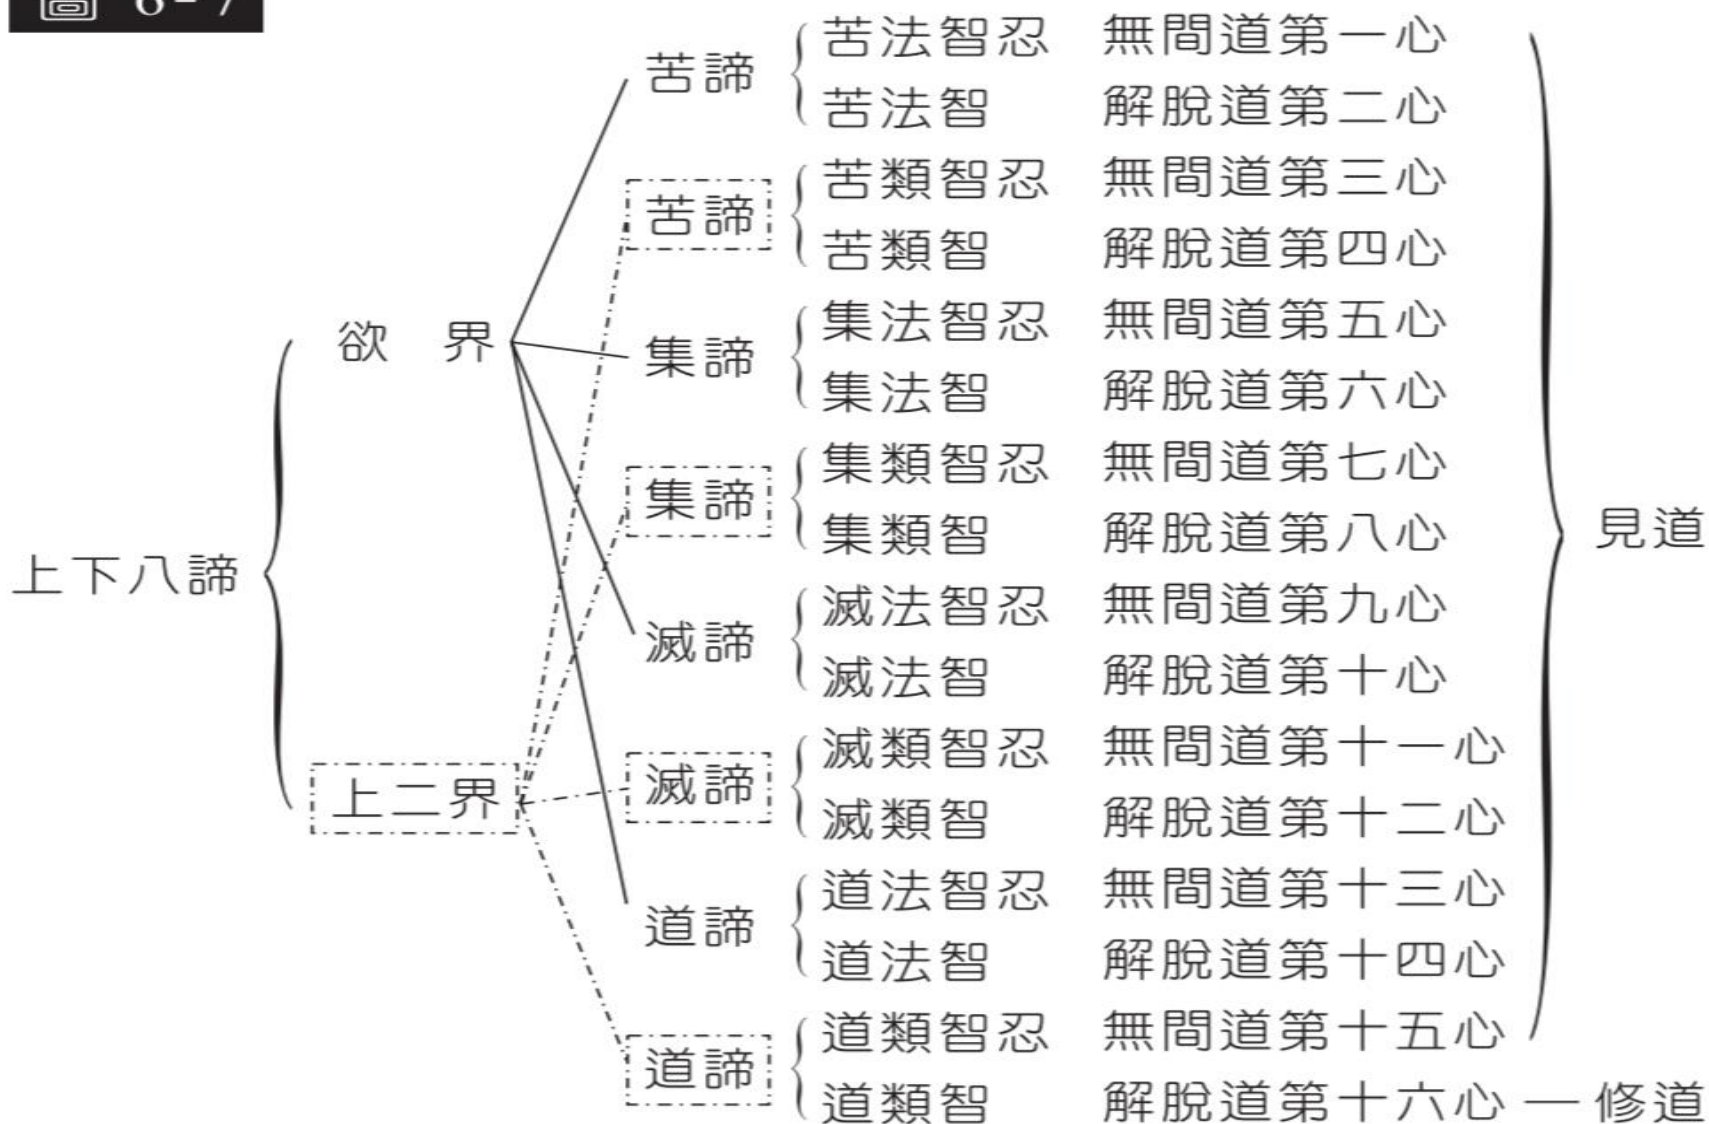 圖 6-7
上下八諦
欲 界
上二界
苦諦
苦法智忍 無間道第一心
苦法智 解脫道第二心
苦諦
苦類智忍 無間道第三心
苦類智 解脫道第四心
集諦
集法智忍 無間道第五心
集法智 解脫道第六心
集諦
集類智忍 無間道第七心
集類智 解脫道第八心
滅諦
滅法智忍 無間道第九心
滅法智 解脫道第十心
滅諦
滅類智忍 無間道第十一心
滅類智 解脫道第十二心
道諦
道法智忍 無間道第十三心
道法智 解脫道第十四心
道諦
道類智忍 無間道第十五心
道類智 解脫道第十六心
見道
修道